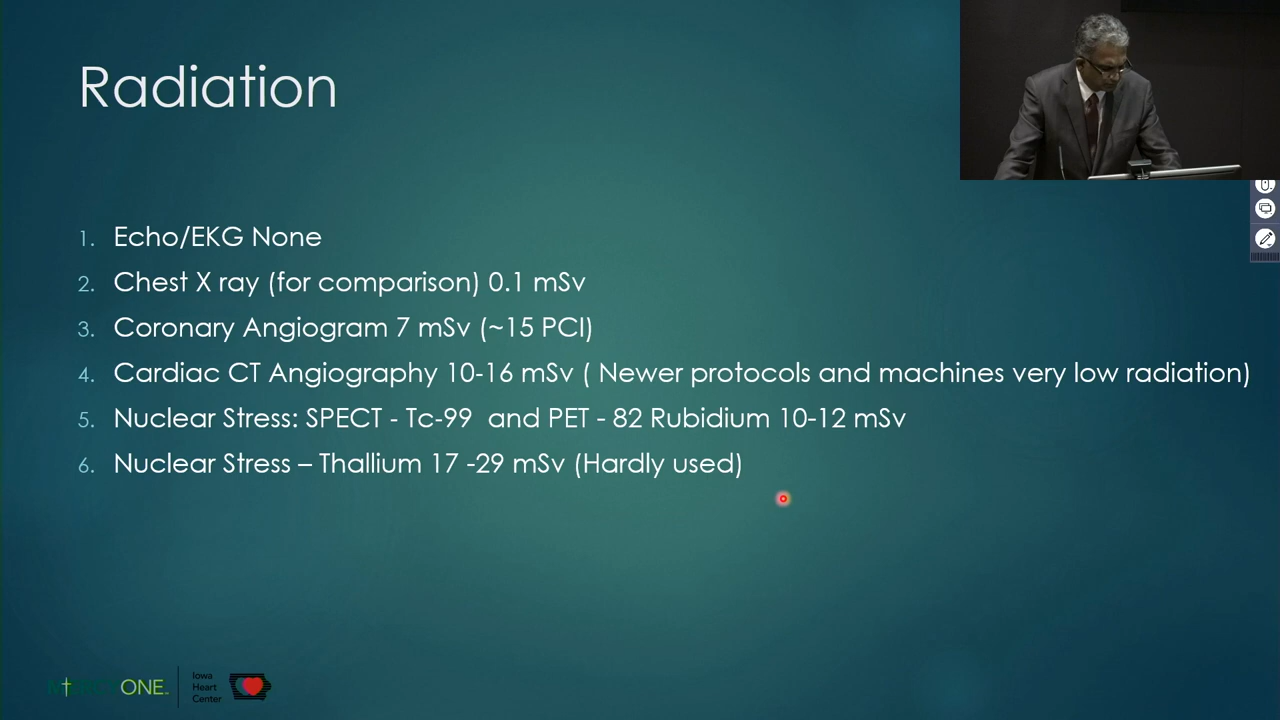 Radiation
1. Echo/EKG None
2. Chest X ray (for comparison) 0.1 mSv
3. Coronary Angiogram 7 mSv (~15 PCI)
4. Cardiac CT Angiography 10-16 mSv ( Newer protocols and machines very low radiation)
5. Nuclear Stress: SPECT - Tc-99 and PET - 82 Rubidium 10-12 mSv
6. Nuclear Stress – Thallium 17 -29 mSv (Hardly used)
MERCYONE
Iowa
Heart
Center